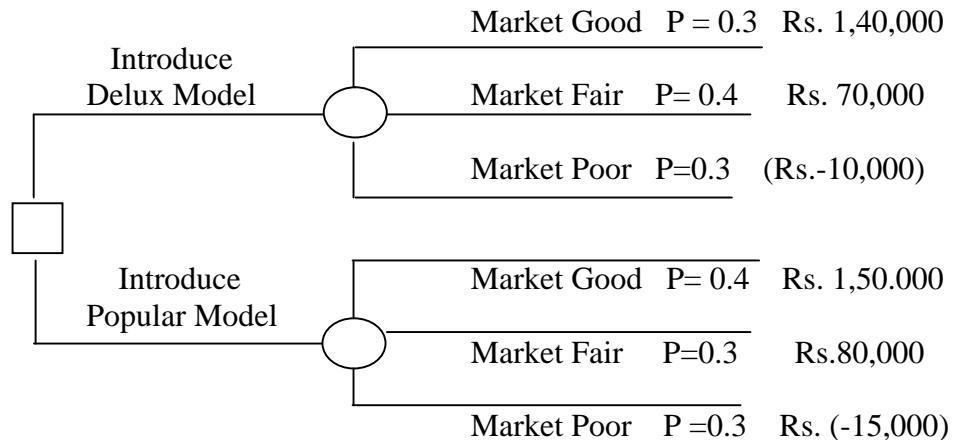 Market Good P = 0.3 Rs. 1,40,000
Introduce
Delux Model
Market Fair P= 0.4 Rs. 70,000
Market Poor P=0.3 (Rs.-10,000)
Introduce
Popular Model
Market Good P= 0.4 Rs. 1,50.000
Market Fair P=0.3 Rs.80,000
Market Poor P =0.3 Rs. (-15,000)